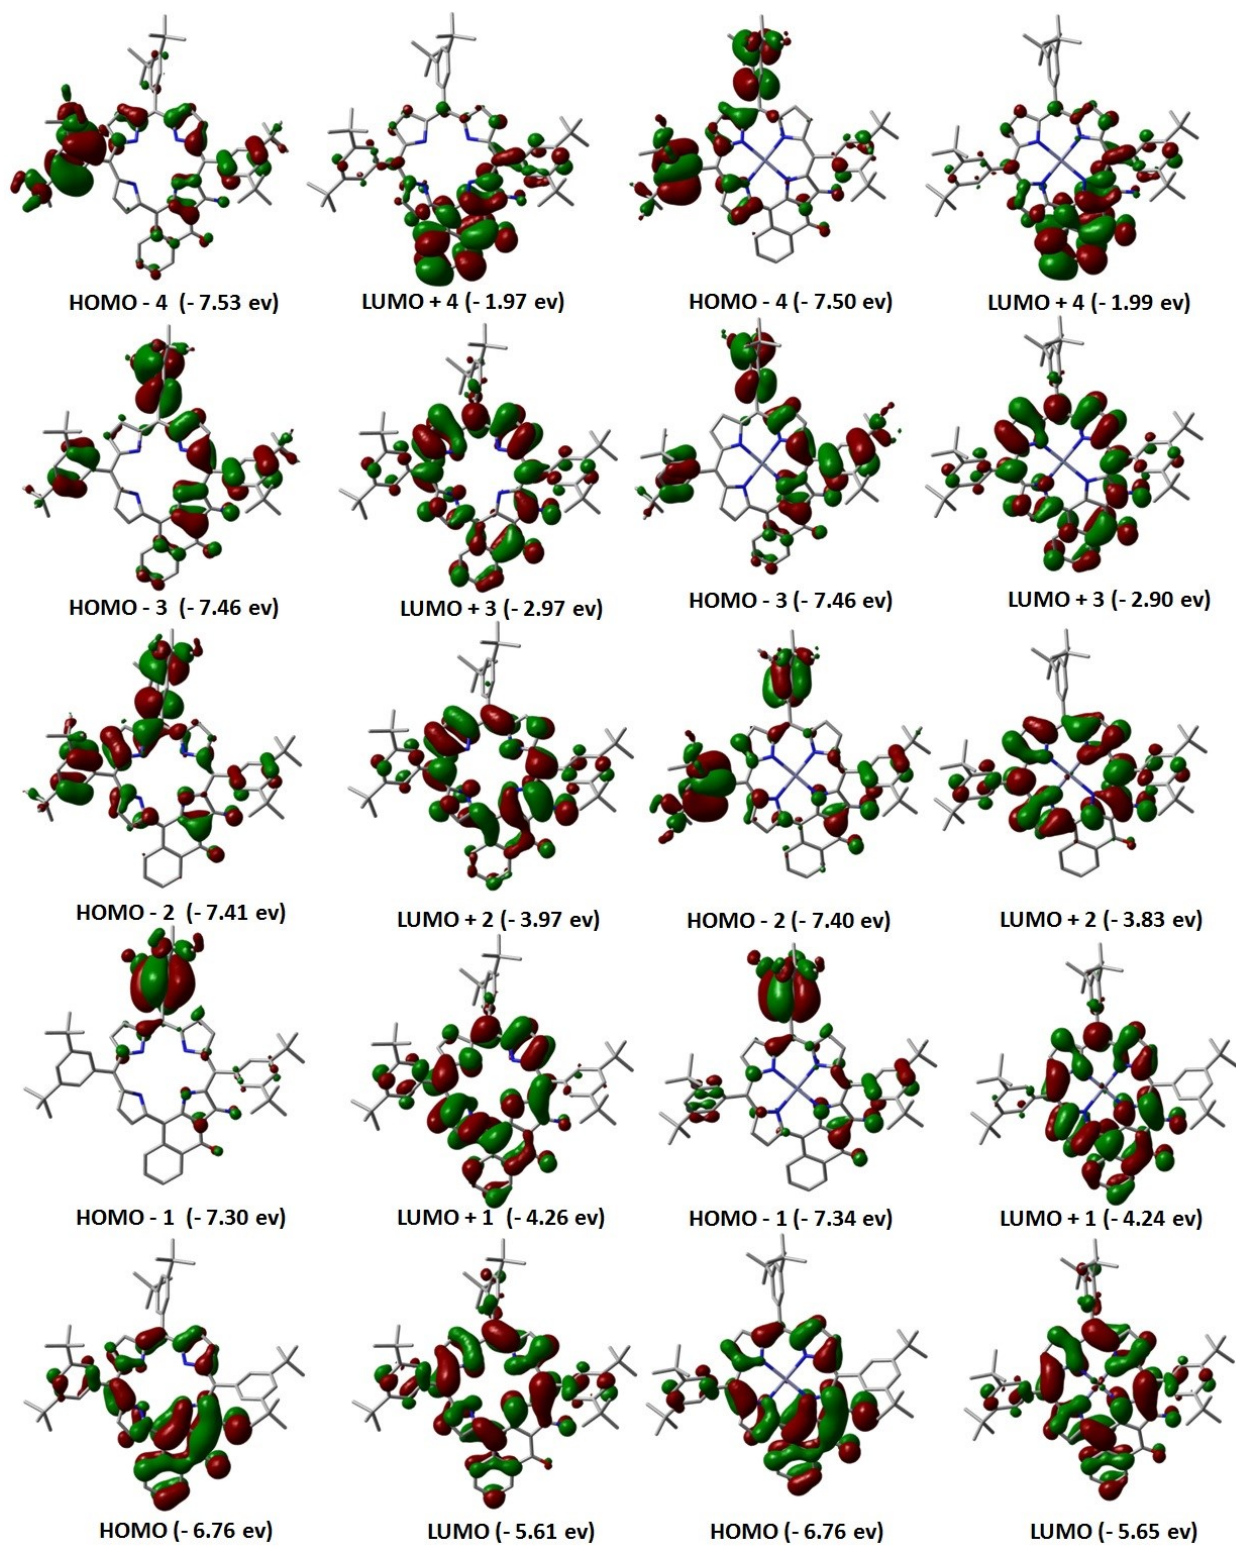 HOMO - 4 (- 7.53 ev)
LUMO + 4 (- 1.97 ev)
HOMO - 4 (- 7.50 ev)
LUMO + 4 (- 1.99 ev)
HOMO - 3 (- 7.46 ev)
LUMO + 3 (- 2.97 ev)
HOMO - 3 (- 7.46 ev)
LUMO + 3 (- 2.90 ev)
HOMO - 2 (- 7.41 ev)
LUMO + 2 (- 3.97 ev)
HOMO - 2 (- 7.40 ev)
LUMO + 2 (- 3.83 ev)
HOMO - 1 (- 7.30 ev)
LUMO + 1 (- 4.26 ev)
HOMO - 1 (- 7.34 ev)
LUMO + 1 (- 4.24 ev)
HOMO (- 6.76 ev)
LUMO (- 5.61 ev)
HOMO (- 6.76 ev)
LUMO (- 5.65 ev)